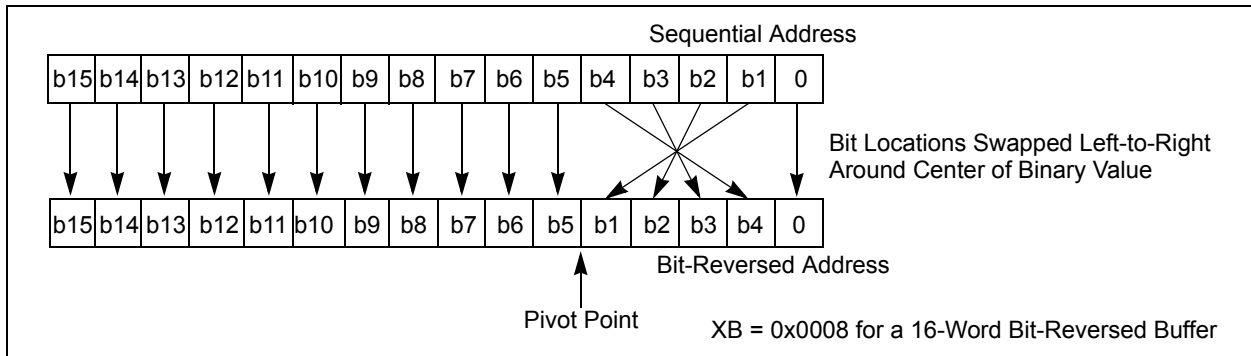 Sequential Address
b15 b14 b13 b12 b11 b10 b9 b8 b7 b6 b5 b4 b3 b2 b1 0
Bit Locations Swapped Left-to-Right
Around Center of Binary Value
b15 b14 b13 b12 b11 b10 b9 b8 b7 b6 b5 b1 b2 b3 b4 0
Bit-Reversed Address
Pivot Point
XB = 0x0008 for a 16-Word Bit-Reversed Buffer